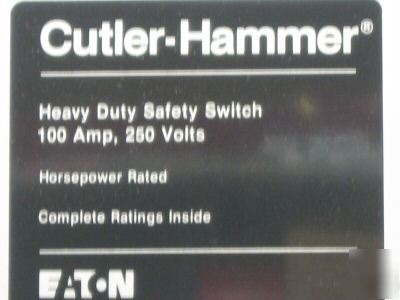 Cutler-Hammer®
Heavy Duty Safety Switch
100 Amp, 250 Volts
Horsepower Rated
Complete Ratings Inside
EATON